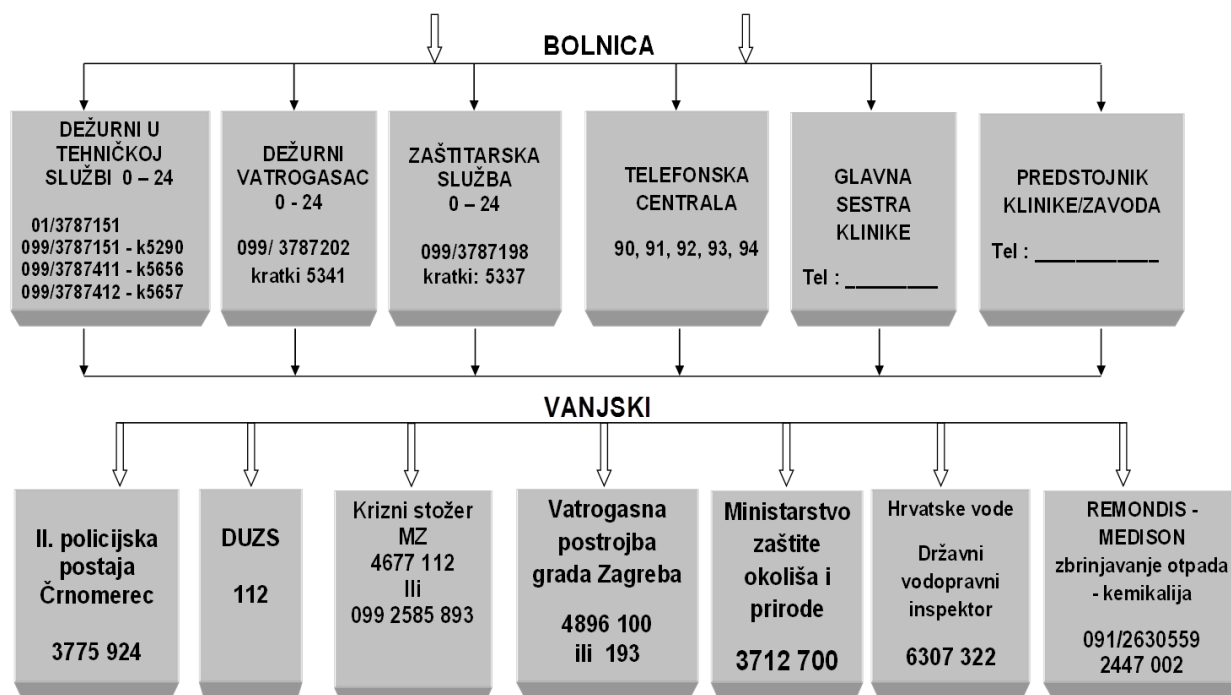 BOLNICA
DEŽURNI U
TEHNIČKOJ
SLUŽBI 0 – 24
01/3787151
099/3787151 - k5290
099/3787411 - k5656
099/3787412 - k5657
DEŽURNI
VATROGASAC
0 - 24
099/ 3787202
kratki 5341
ZAŠTITARSKA
SLUŽBA
0 – 24
099/3787198
kratki: 5337
TELEFONSKA
CENTRALA
90, 91, 92, 93, 94
GLAVNA
SESTRA
KLINIKE
Tel : _________
PREDSTOJNIK
KLINIKE/ZAVODA
Tel : ____________
VANJSKI
II. policijska
postaja
Črnomerec
3775 924
DUZS
112
Krizni stožer
MZ
4677 112
Ili
099 2585 893
Vatrogasna
postrojba
grada Zagreba
4896 100
ili 193
Ministarstvo
zaštite
okoliša i
prirode
3712 700
Hrvatske vode
Državni
vodopravni
inspektor
6307 322
REMONDIS -
MEDISON
zbrinjavanje otpada
- kemikalija
091/2630559
2447 002